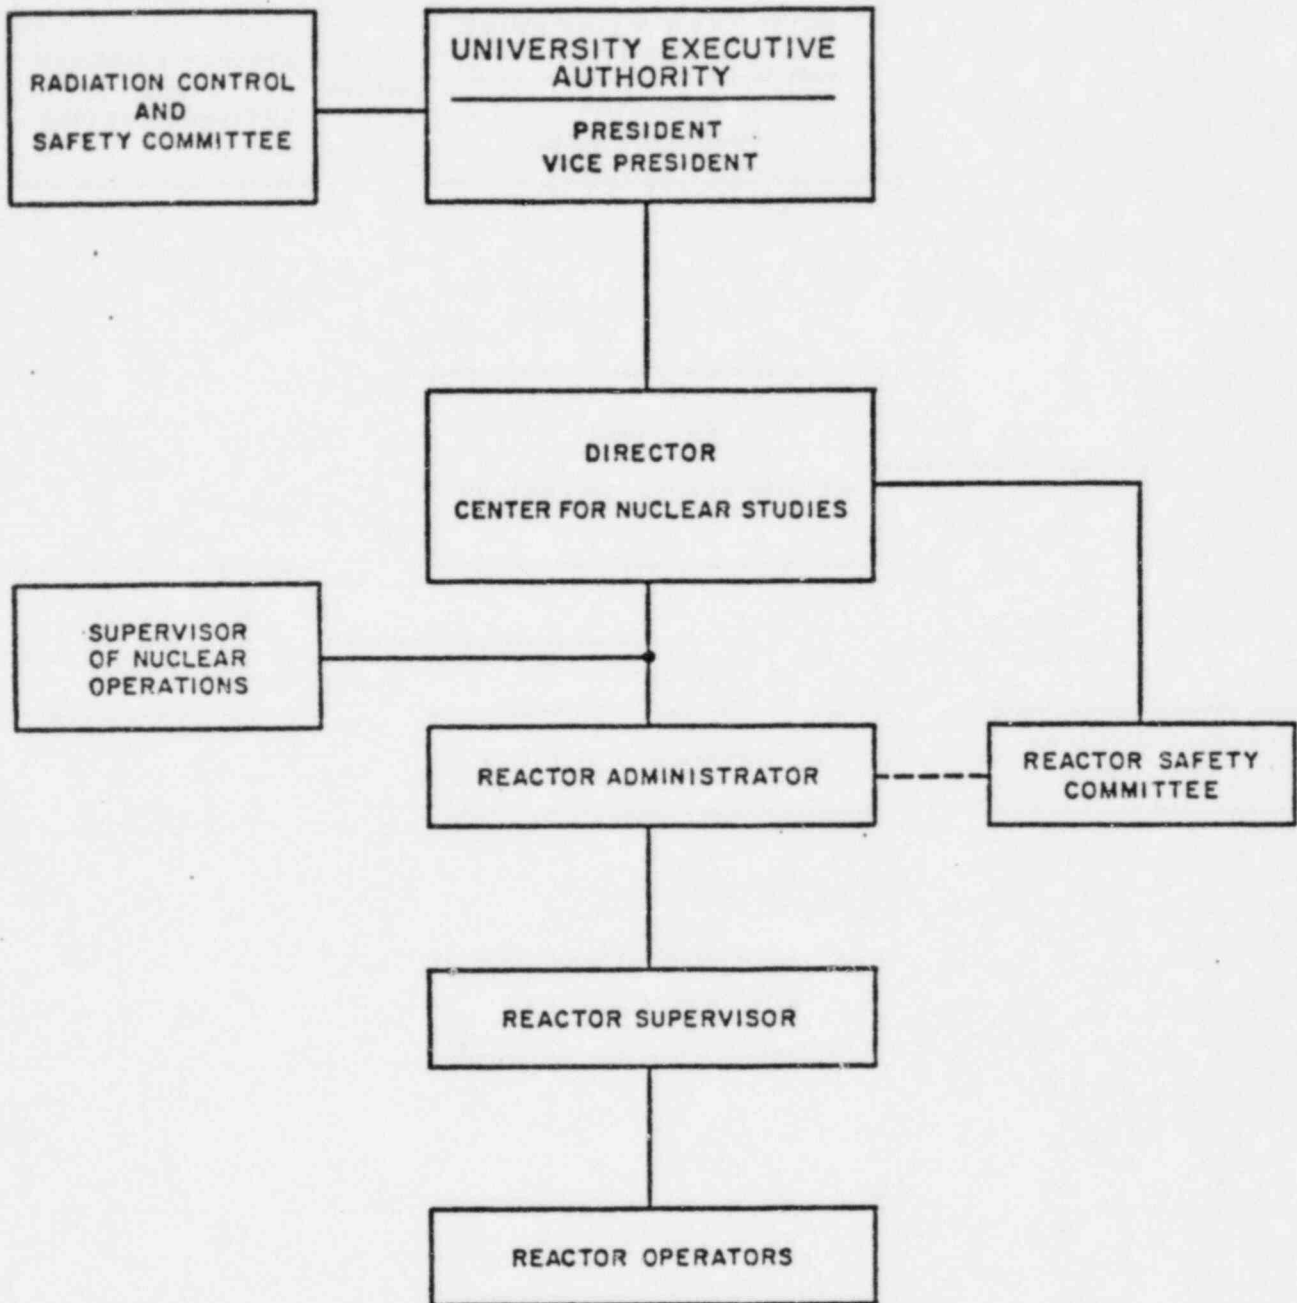 RADIATION CONTROL
AND
SAFETY COMMITTEE
UNIVERSITY EXECUTIVE
AUTHORITY
PRESIDENT
VICE PRESIDENT
DIRECTOR
CENTER FOR NUCLEAR STUDIES
SUPERVISOR
OF NUCLEAR
OPERATIONS
REACTOR ADMINISTRATOR
REACTOR SAFETY
COMMITTEE
REACTOR SUPERVISOR
REACTOR OPERATORS